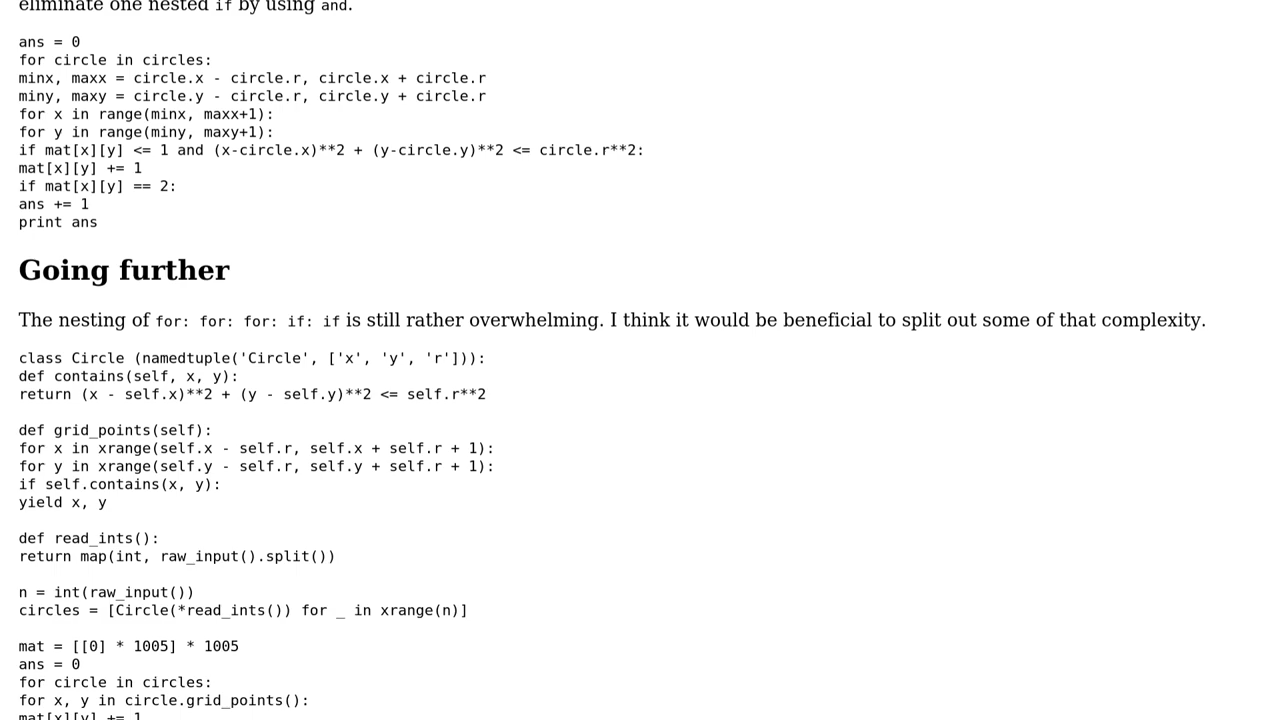 eliminate one nested if by using and.
ans = 0
for circle in circles:
minx, maxx = circle.x - circle.r, circle.x + circle.r
miny, maxy = circle.y - circle.r, circle.y + circle.r
for x in range(minx, maxx+1):
for y in range(miny, maxy+1):
if mat[x][y] <= 1 and (x-circle.x)**2 + (y-circle.y)**2 <= circle.r**2:
mat[x][y] += 1
if mat[x][y] == 2:
ans += 1
print ans
Going further
The nesting of for: for: for: if: if is still rather overwhelming. I think it would be beneficial to split out some of that complexity.
class Circle (namedtuple('Circle', ['x', 'y', 'r'])):
def contains(self, x, y):
return (x - self.x)**2 + (y - self.y)**2 <= self.r**2
def grid_points(self):
for x in xrange(self.x - self.r, self.x + self.r + 1):
for y in xrange(self.y - self.r, self.y + self.r + 1):
if self.contains(x, y):
yield x, y
def read_ints():
return map(int, raw_input().split())
n = int(raw_input())
circles = [Circle(*read_ints()) for _ in xrange(n)]
mat = [[0] * 1005] * 1005
ans = 0
for circle in circles:
for x, y in circle.grid_points():
mat[x][y] += 1